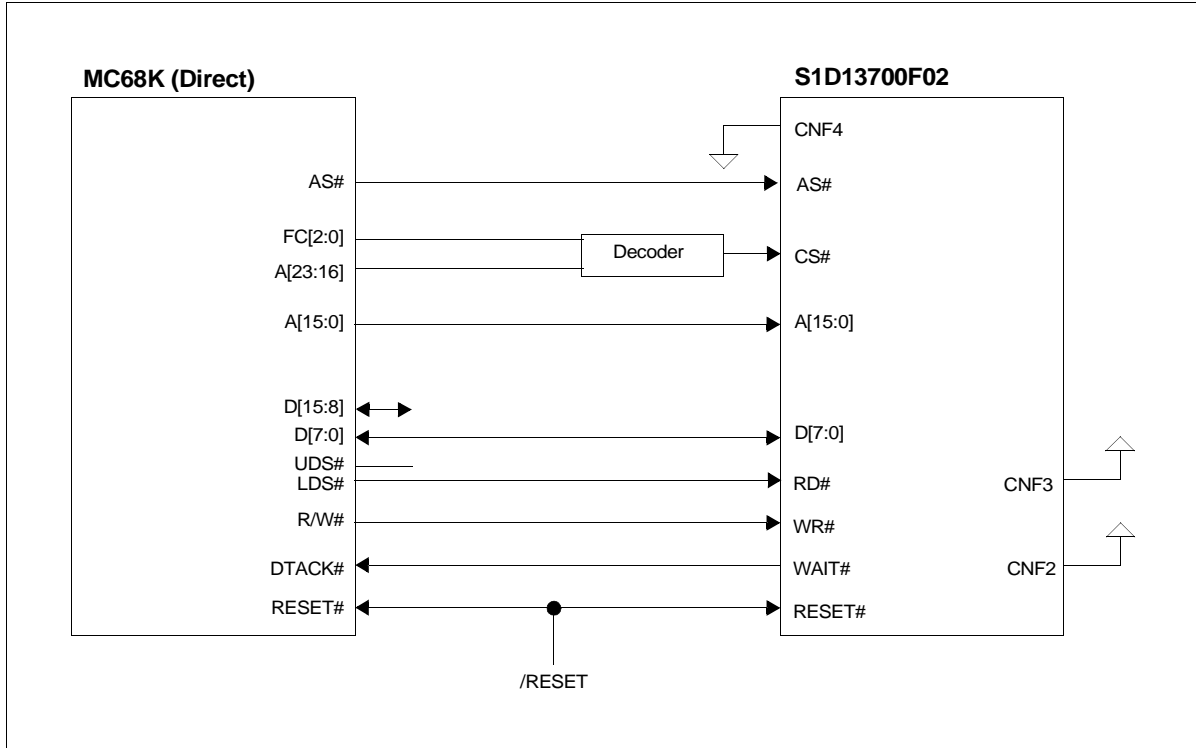 MC68K (Direct)
S1D13700F02
CNF4
AS#
AS#
FC[2:0]
Decoder
CS#
A[23:16]
A[15:0]
A[15:0]
D[15:8]
D[7:0]
D[7:0]
UDS#
LDS#
RD#
CNF3
R/W#
WR#
DTACK#
WAIT#
CNF2
RESET#
RESET#
/RESET